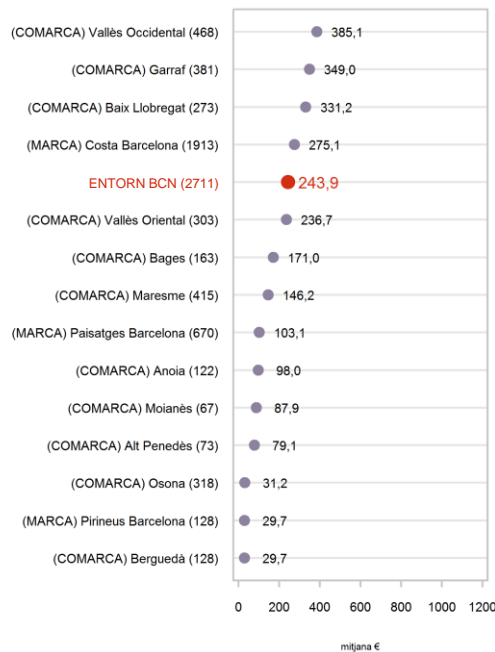 (COMARCA) Vallès Occidental (468) 385,1
(COMARCA) Garraf (381) 349,0
(COMARCA) Baix Llobregat (273) 331,2
(MARCA) Costa Barcelona (1913) 275,1
ENTORN BCN (2711) 243,9
(COMARCA) Vallès Oriental (303) 236,7
(COMARCA) Bages (163) 171,0
(COMARCA) Maresme (415) 146,2
(MARCA) Paisatges Barcelona (670) 103,1
(COMARCA) Anoia (122) 98,0
(COMARCA) Moianès (67) 87,9
(COMARCA) Alt Penedès (73) 79,1
(COMARCA) Osona (318) 31,2
(MARCA) Pirineus Barcelona (128) 29,7
(COMARCA) Berguedà (128) 29,7
0 200 400 600 800 1000 1200
mitjana €